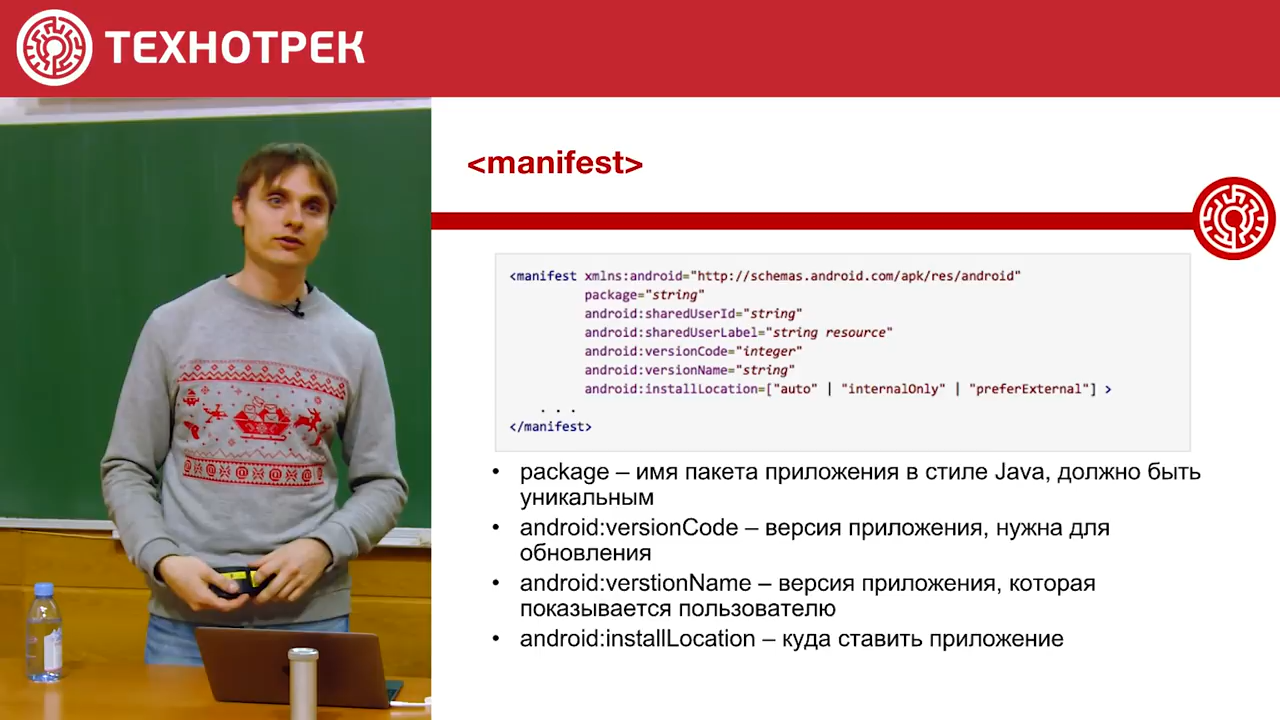 ТЕХНОТРЕК
<manifest>
<manifest xmlns:android="http://schemas.android.com/apk/res/android"
package="string"
android:sharedUserId="string"
android:sharedUserLabel="string resource"
android:versionCode="integer"
android:versionName="string"
android:installLocation=["auto" | "internalOnly" | "preferExternal"] >
. . .
</manifest>
• package – имя пакета приложения в стиле Java, должно быть
уникальным
• android:versionCode – версия приложения, нужна для
обновления
• android:verstionName – версия приложения, которая
показывается пользователю
• android:installLocation – куда ставить приложение